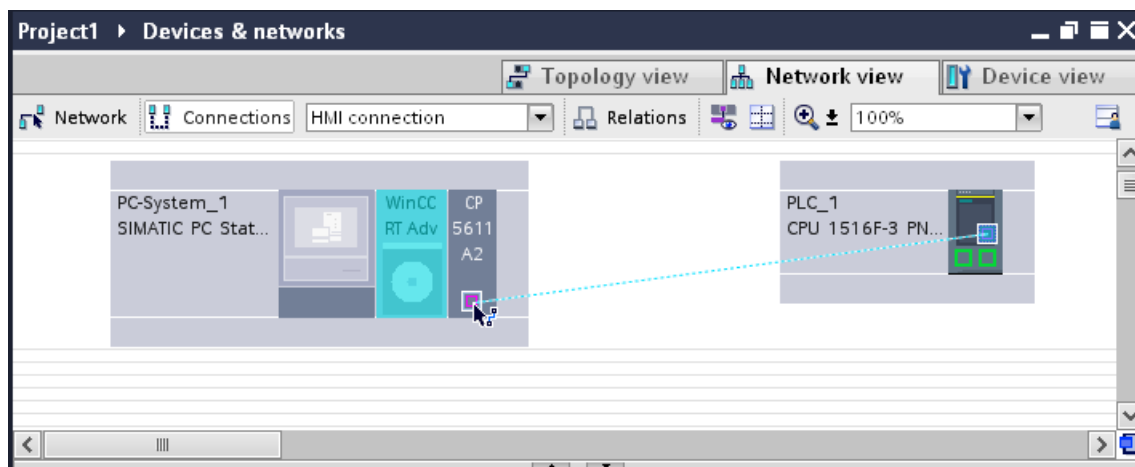 Project1 ▸ Devices & networks
Topology view Network view Device view
Network Connections HMI connection Relations 100%
PC-System_1
SIMATIC PC Stat...
WinCC
RT Adv
CP
5611
A2
PLC_1
CPU 1516F-3 PN...